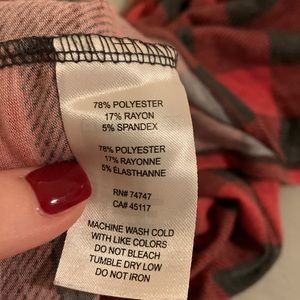 78% POLYESTER
17% RAYON
5% SPANDEX
78% POLYESTER
17% RAYONNE
5% ÉLASTHANNE
RN# 74747
CA# 45117
MACHINE WASH COLD
WITH LIKE COLORS
DO NOT BLEACH
TUMBLE DRY LOW
DO NOT IRON